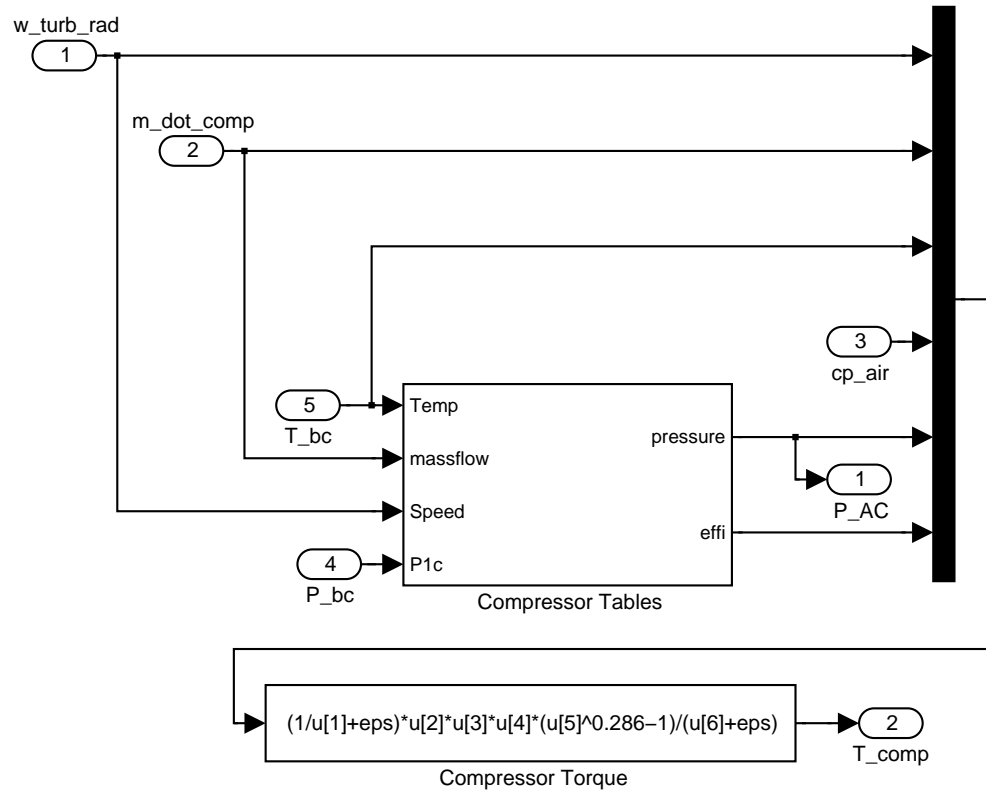 w_turb_rad
1
m_dot_comp
2
3
cp_air
5
T_bc
Temp
massflow
Speed
P1c
pressure
effi
1
P_AC
4
P_bc
Compressor Tables
(1/u[1]+eps)*u[2]*u[3]*u[4]*(u[5]^0.286−1)/(u[6]+eps)
2
T_comp
Compressor Torque